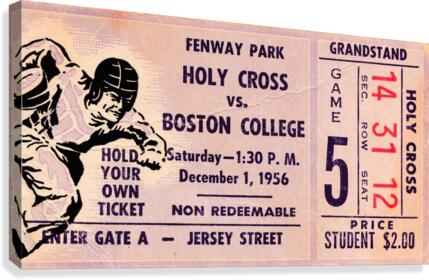 FENWAY PARK
HOLY CROSS
vs.
BOSTON COLLEGE
Saturday—1:30 P. M.
December 1, 1956
NON REDEEMABLE
HOLD
YOUR
OWN
TICKET
ENTER GATE A — JERSEY STREET
GRANDSTAND
GAME
5
14 31 12
SEC. ROW SEAT
HOLY CROSS
PRICE
STUDENT $2.00